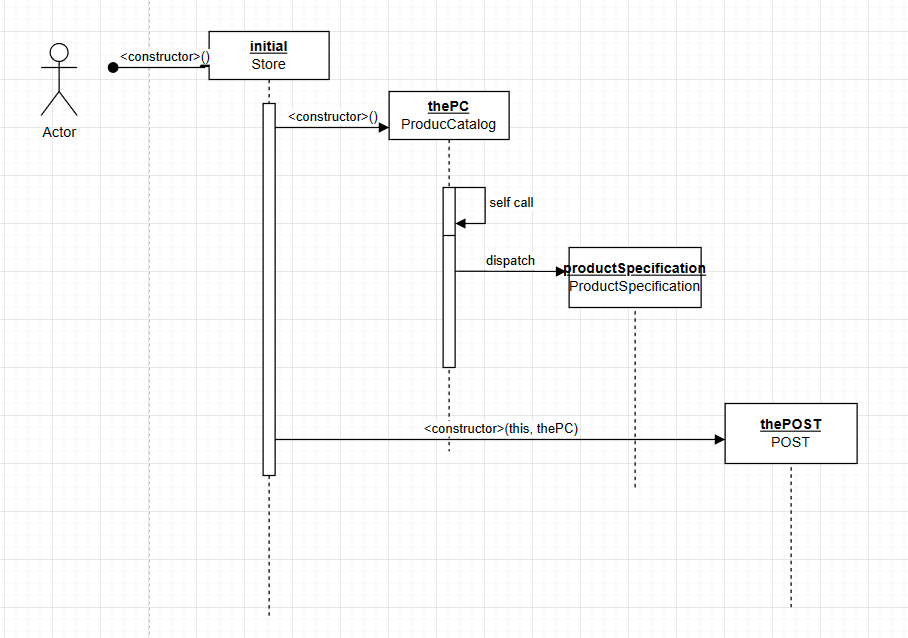 initial
Store
<constructor>()
Actor
thePC
ProducCatalog
<constructor>()
self call
dispatch
productSpecification
ProductSpecification
thePOST
POST
<constructor>(this, thePC)